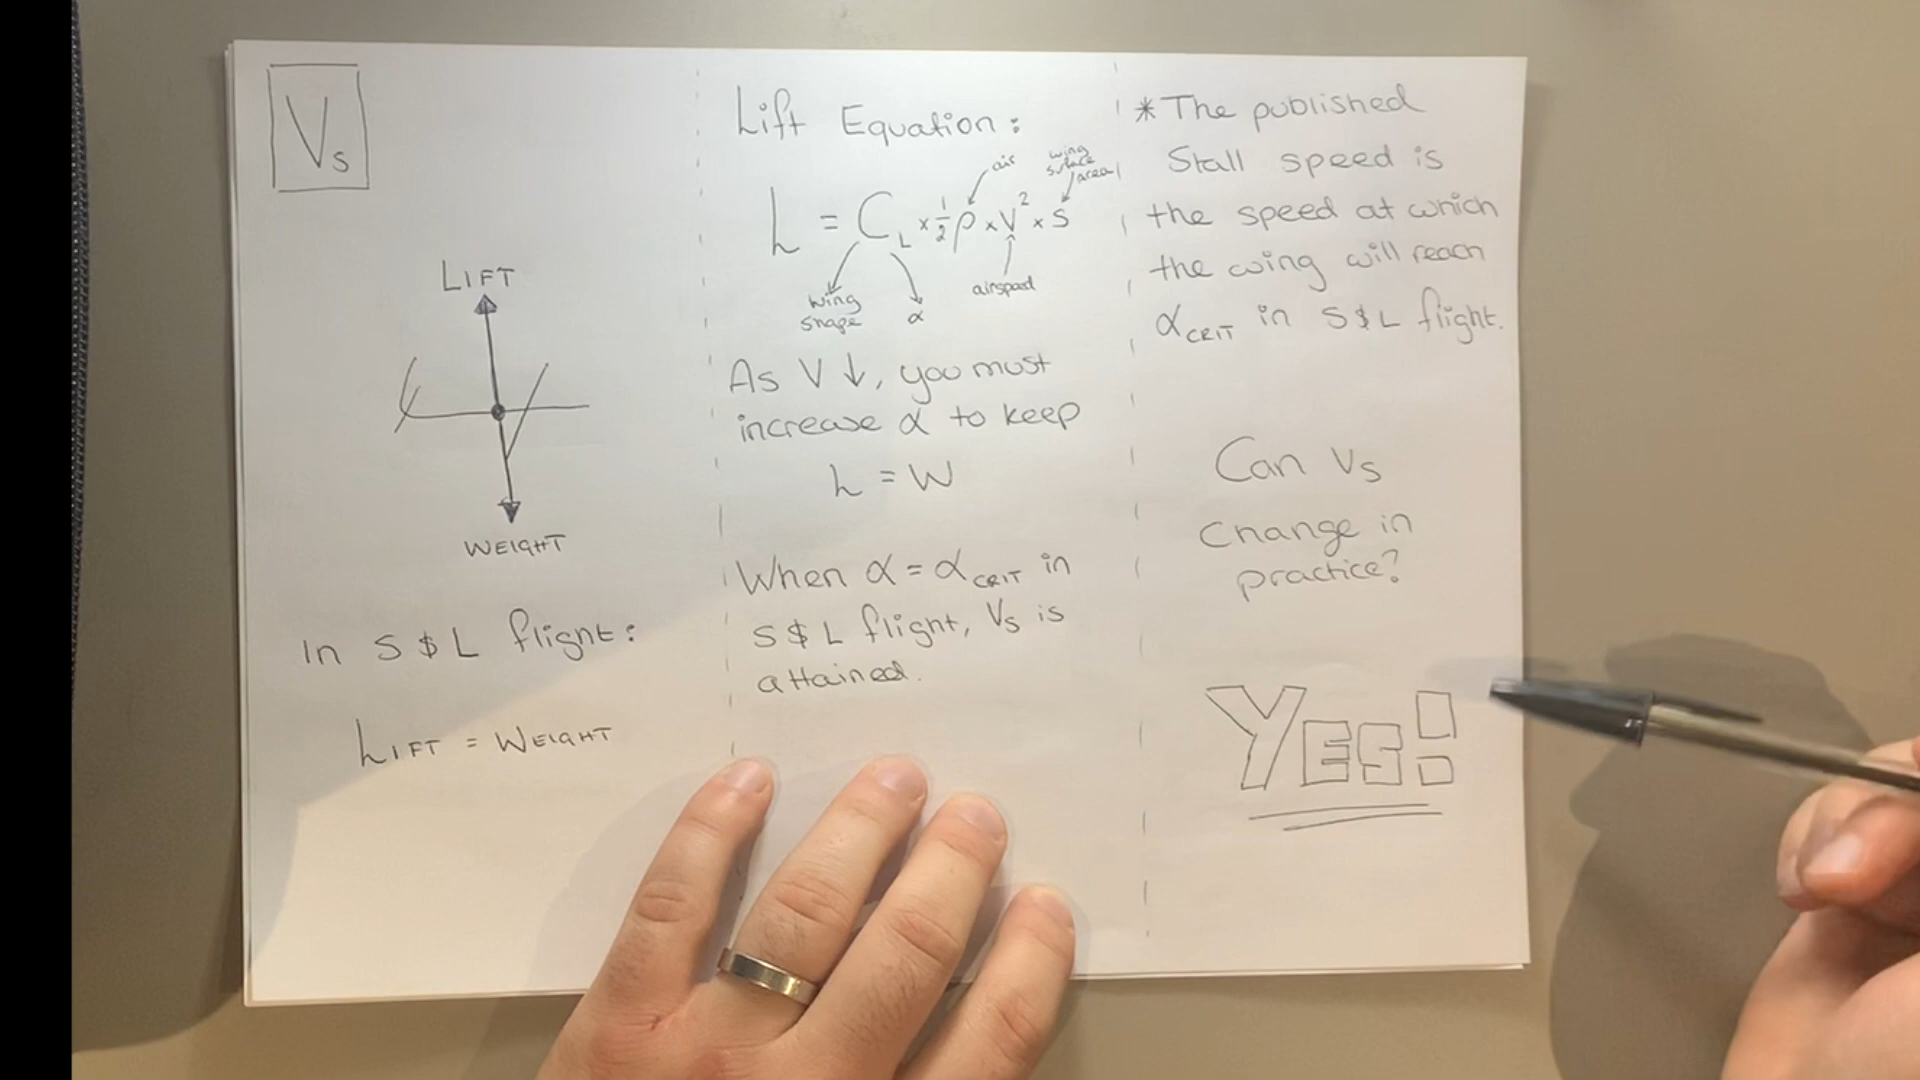 Vs
LIFT
WEIGHT
In S & L flight:
LIFT = WEIGHT
Lift Equation:
air
wing
surface
area
L = CL × 1/2 ρ × V² × S
wing
shape
α
airspeed
As V ↓, you must
increase α to keep
L = W
When α = αCRIT in
S & L flight, Vs is
attained.
* The published
Stall speed is
the speed at which
the wing will reach
αCRIT in S & L flight.
Can Vs
Change in
practice?
YES!